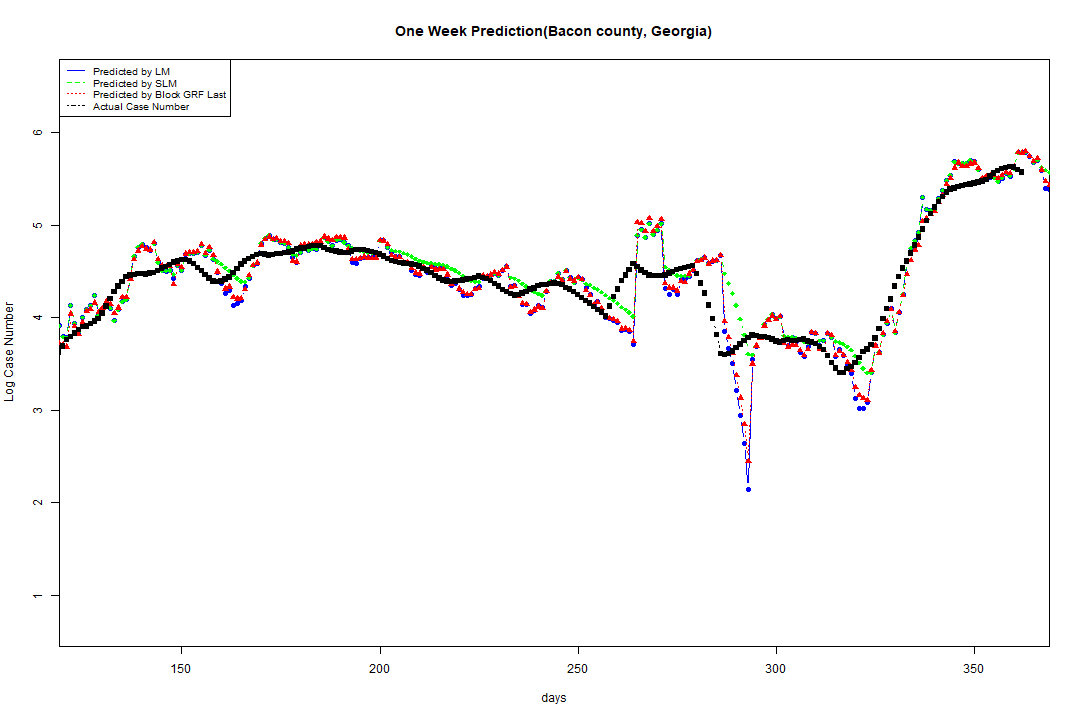 One Week Prediction(Bacon county, Georgia)
Predicted by LM
Predicted by SLM
Predicted by Block GRF Last
Actual Case Number
6
5
4
3
2
1
Log Case Number
150 200 250 300 350
days